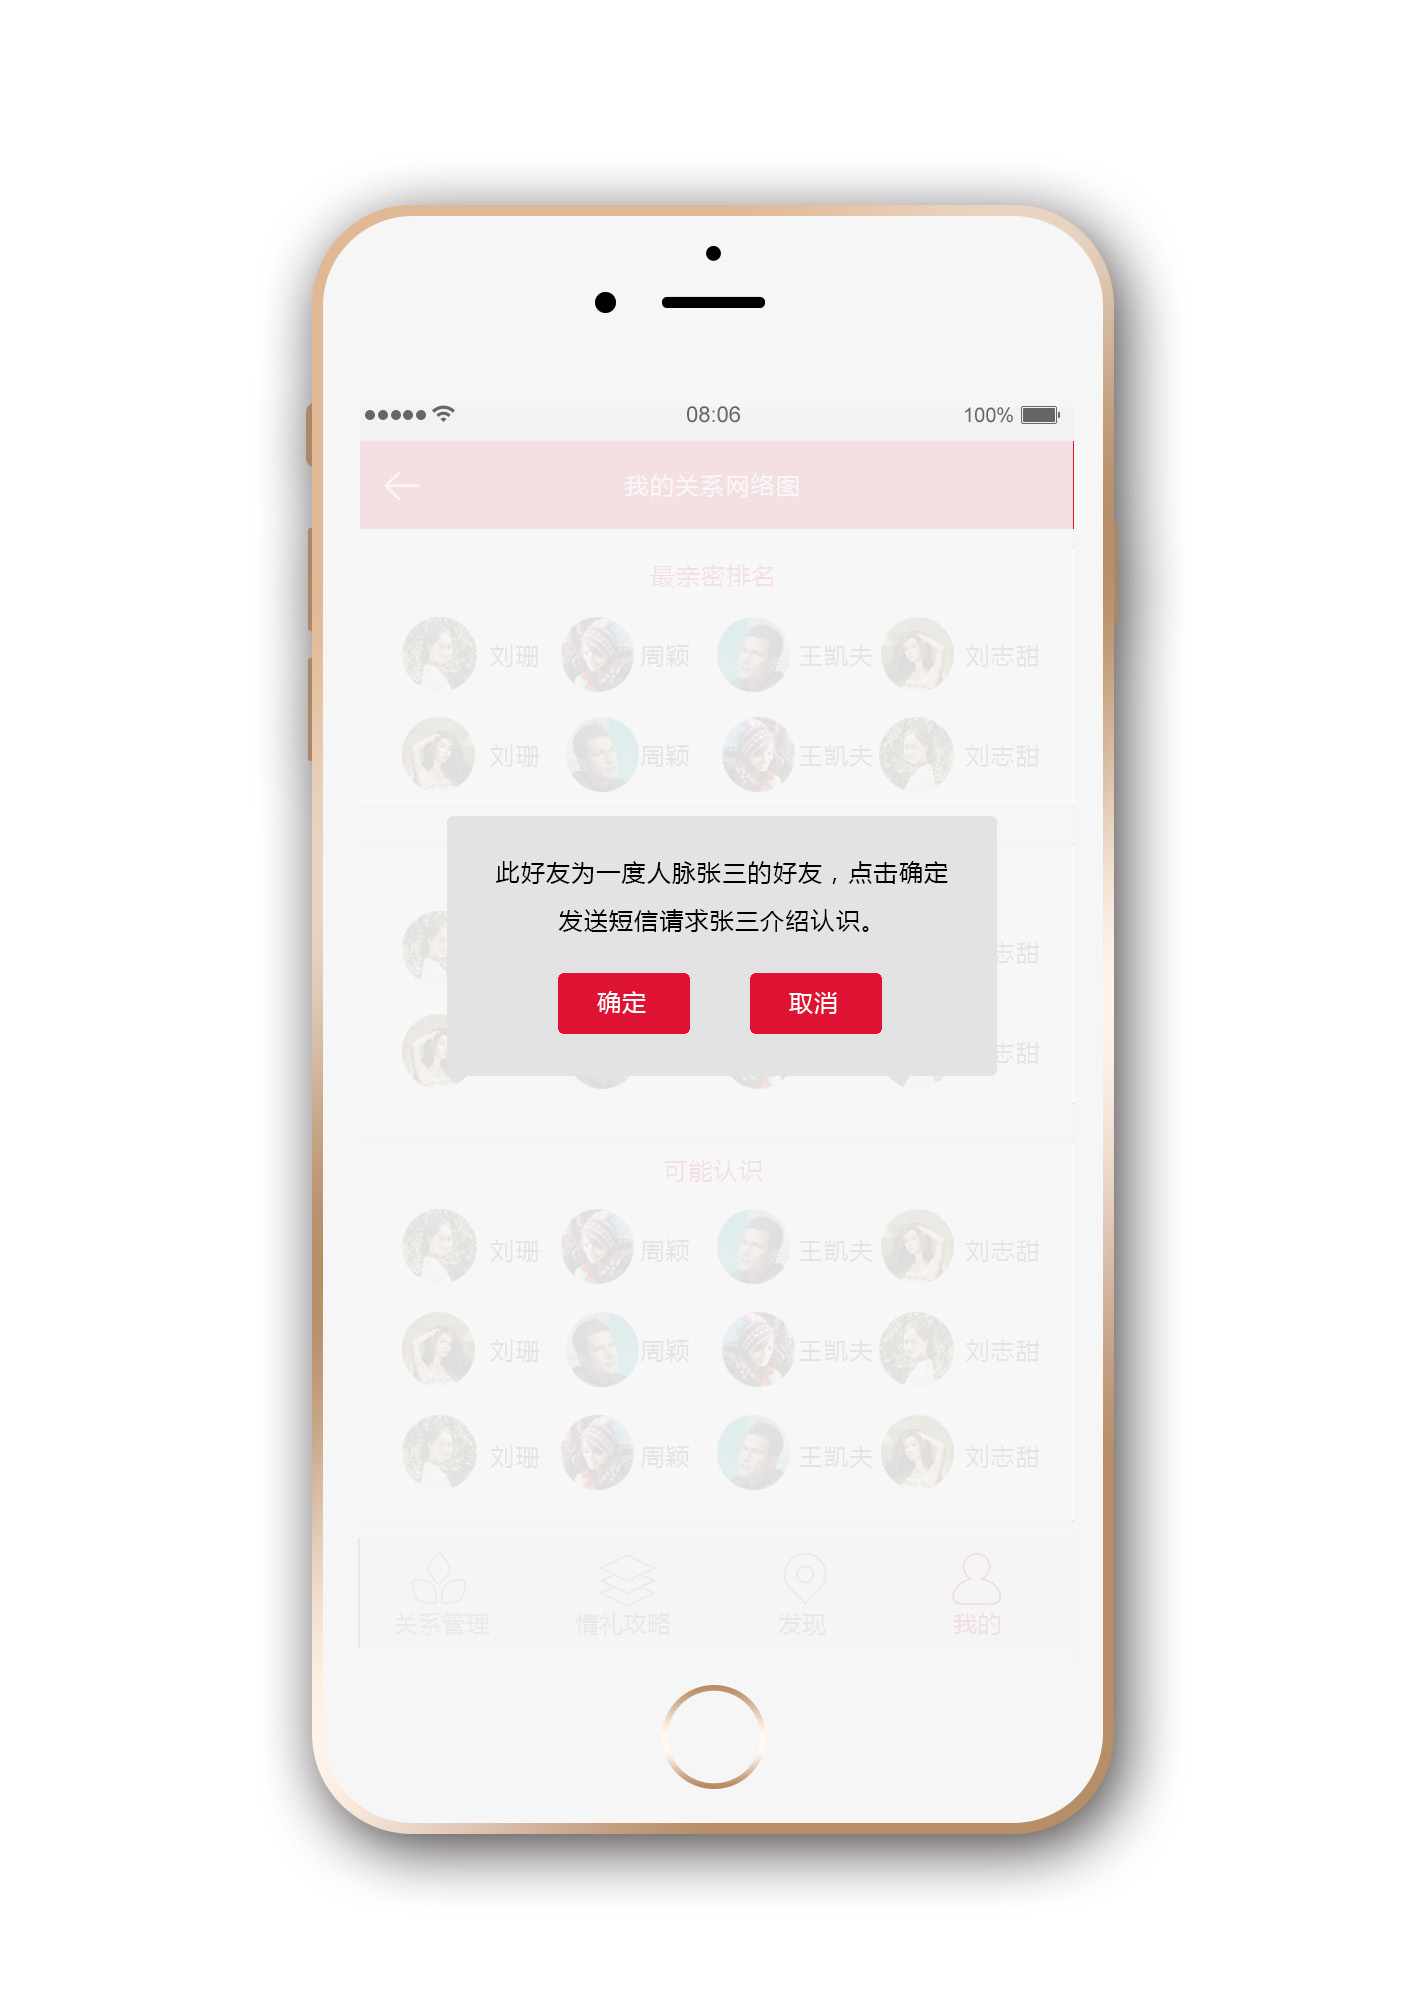 08:06
100%
我的关系网络图
最亲密排名
刘珊 周颖 王凯夫 刘志甜
刘珊 周颖 王凯夫 刘志甜
此好友为一度人脉张三的好友，点击确定
发送短信请求张三介绍认识。
志甜
确定 取消
志甜
可能认识
刘珊 周颖 王凯夫 刘志甜
刘珊 周颖 王凯夫 刘志甜
刘珊 周颖 王凯夫 刘志甜
关系管理 情礼攻略 发现 我的